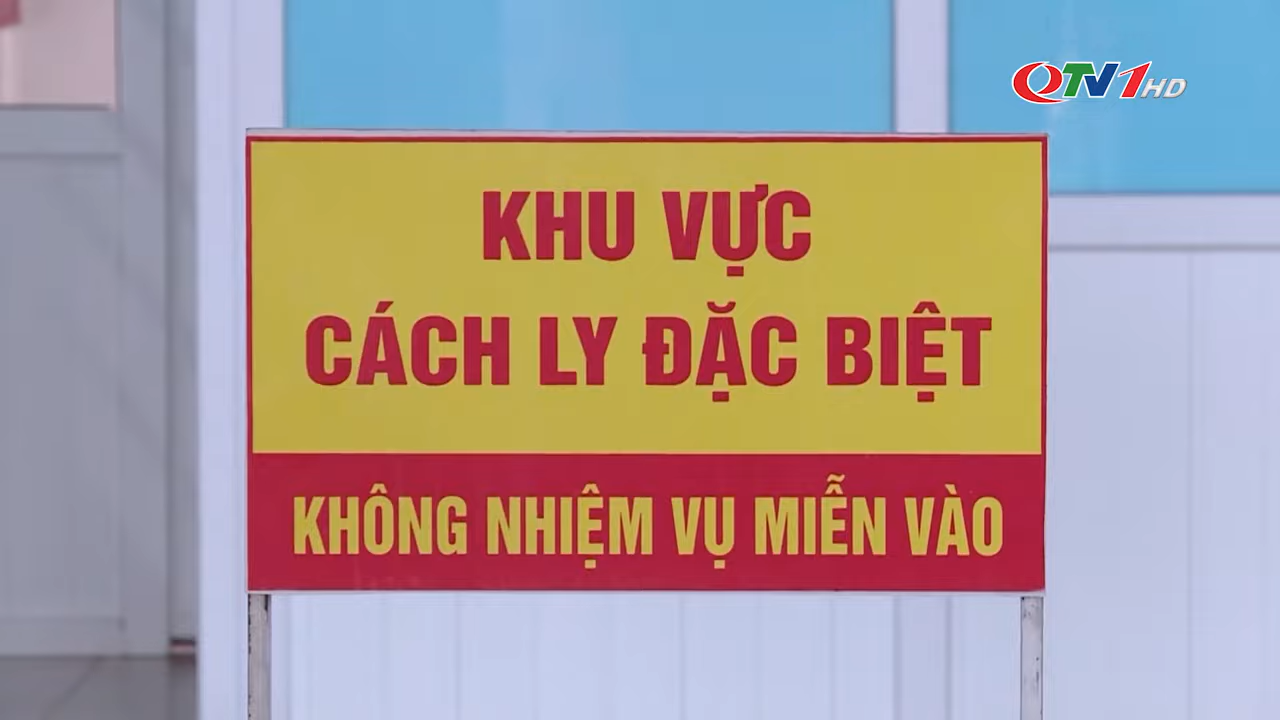 QTV1HD
KHU VỰC
CÁCH LY ĐẶC BIỆT
KHÔNG NHIỆM VỤ MIỄN VÀO